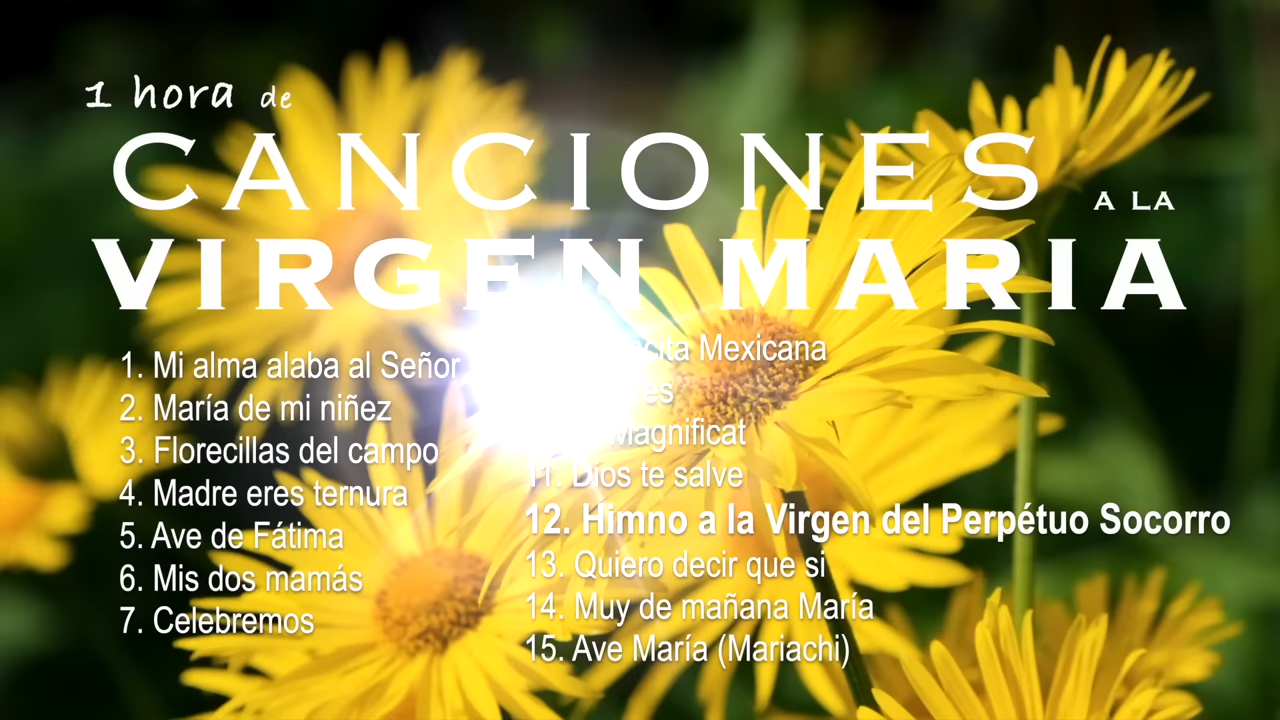 1 hora de
CANCIONES A LA
VIRGEN MARIA
1. Mi alma alaba al Señor
2. María de mi niñez
3. Florecillas del campo
4. Madre eres ternura
5. Ave de Fátima
6. Mis dos mamás
7. Celebremos
Mexicana
Magnificat
11. Dios te salve
12. Himno a la Virgen del Perpétuo Socorro
13. Quiero decir que si
14. Muy de mañana María
15. Ave María (Mariachi)